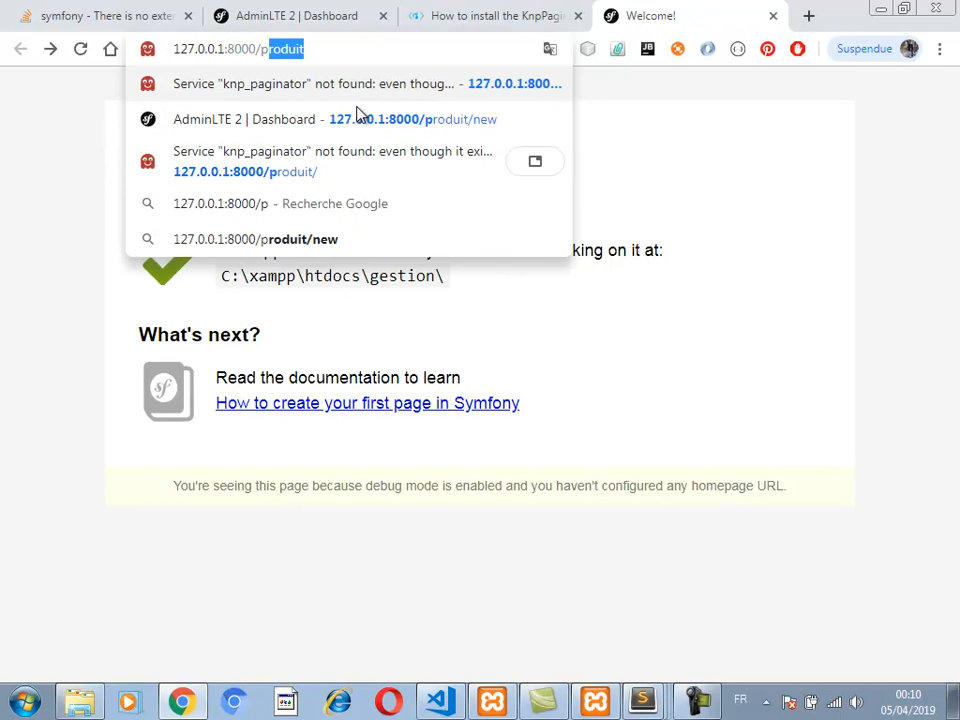 symfony - There is no exte
AdminLTE 2 | Dashboard
How to install the KnpPagin
Welcome!
127.0.0.1:8000/produit
Suspendue
Service "knp_paginator" not found: even thoug... - 127.0.0.1:800...
AdminLTE 2 | Dashboard - 127.0.0.1:8000/produit/new
Service "knp_paginator" not found: even though it exi...
127.0.0.1:8000/produit/
127.0.0.1:8000/p - Recherche Google
127.0.0.1:8000/produit/new
king on it at:
C:\xampp\htdocs\gestion\
What's next?
Read the documentation to learn
How to create your first page in Symfony
You're seeing this page because debug mode is enabled and you haven't configured any homepage URL.
FR
00:10
05/04/2019